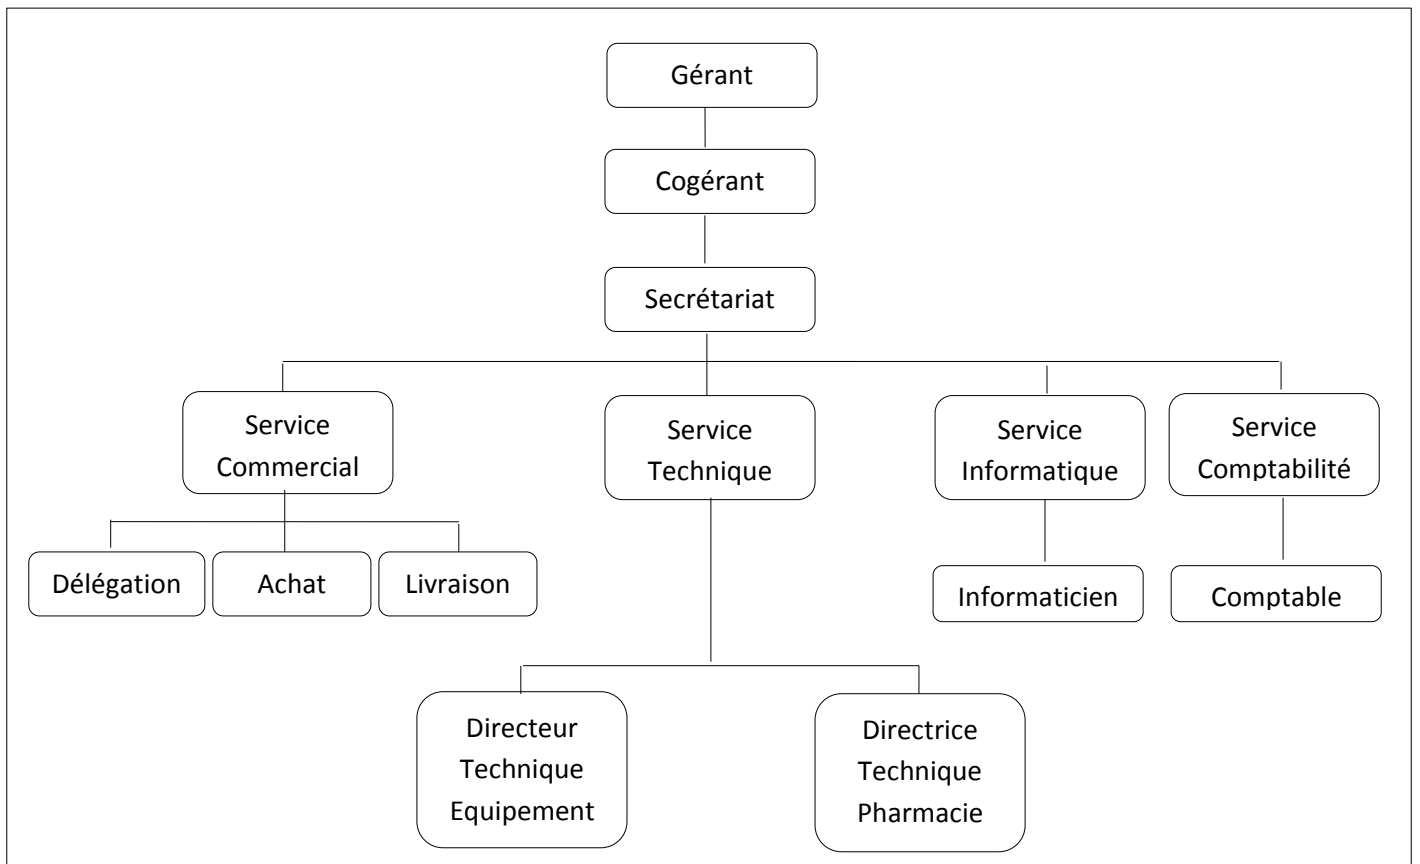 Gérant
Cogérant
Secrétariat
Service
Commercial
Service
Technique
Service
Informatique
Service
Comptabilité
Délégation
Achat
Livraison
Informaticien
Comptable
Directeur
Technique
Equipement
Directrice
Technique
Pharmacie